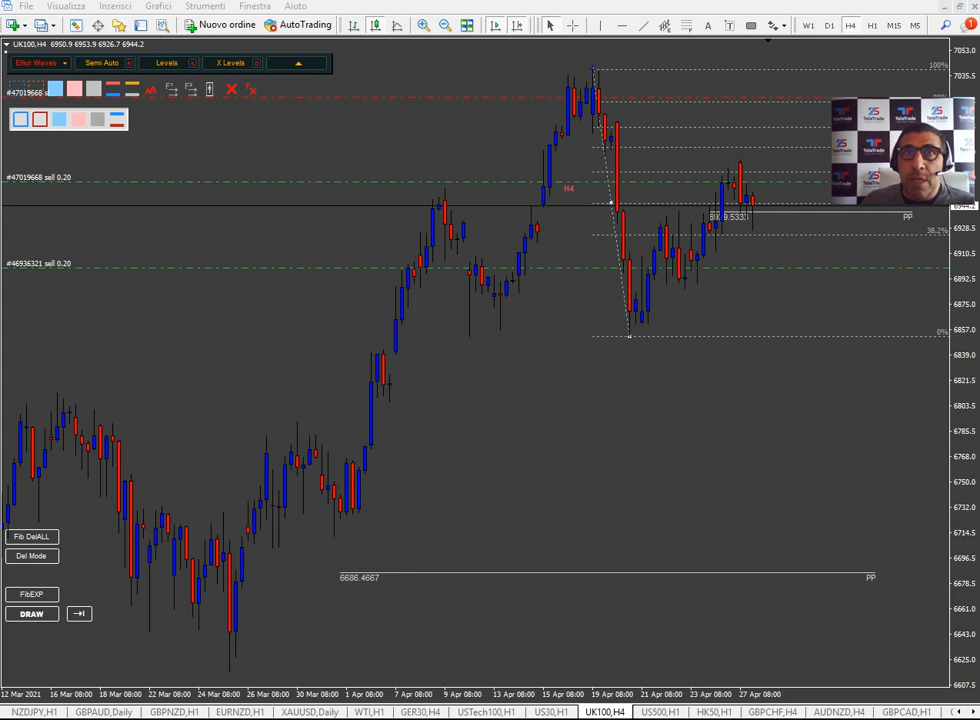 File Visualizza Inserisci Grafici Strumenti Finestra Aiuto
Nuovo ordine AutoTrading W1 D1 H4 H1 M15 M5
UK100,H4 6950.9 6953.9 6926.7 6944.2
Elliot Waves Semi Auto Levels X Levels
7053.0
100%
7035.5
#47019668 s
TeleTrade
#47019668 sell 0.20
H4
PP
6928.5
38.2%
6910.5
#46936321 sell 0.20
6892.5
6875.0
0%
6857.0
6839.0
6821.5
6803.5
6785.5
6768.0
6750.0
6732.0
Fib DelALL
6714.5
Del Mode
6696.5
6686.4667 PP
FibEXP
6661.0
DRAW
6643.0
6625.0
6607.5
12 Mar 2021 16 Mar 08:00 18 Mar 08:00 22 Mar 08:00 24 Mar 08:00 26 Mar 08:00 30 Mar 08:00 1 Apr 08:00 7 Apr 08:00 9 Apr 08:00 13 Apr 08:00 15 Apr 08:00 19 Apr 08:00 21 Apr 08:00 23 Apr 08:00 27 Apr 08:00
NZDJPY,H1 GBPAUD,Daily GBPNZD,H1 EURNZD,H1 XAUUSD,Daily WTI,H1 GER30,H4 USTech100,H1 US30,H1 UK100,H4 US500,H1 HK50,H1 GBPCHF,H4 AUDNZD,H4 GBPCAD,H1